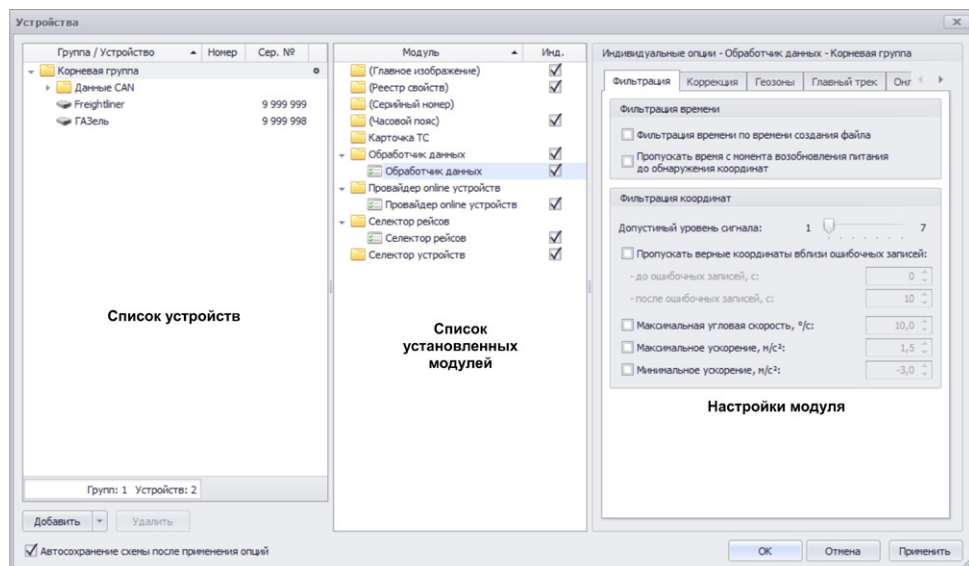 Устройства
Группа / Устройство Номер Сер. №
Корневая группа
Данные CAN
Freightliner 9 999 999
ГАЗель 9 999 998
Список устройств
Групп: 1 Устройств: 2
Добавить Удалить
Автосохранение схемы после применения опций
Модуль Инд.
(Главное изображение)
(Реестр свойств)
(Серийный номер)
(Часовой пояс)
Карточка ТС
Обработчик данных
Обработчик данных
Провайдер online устройств
Провайдер online устройств
Селектор рейсов
Селектор рейсов
Селектор устройств
Список
установленных
модулей
Индивидуальные опции - Обработчик данных - Корневая группа
Фильтрация Коррекция Геозоны Главный трек Онг
Фильтрация времени
Фильтрация времени по времени создания файла
Пропускать время с момента возобновления питания
до обнаружения координат
Фильтрация координат
Допустимый уровень сигнала: 1 7
Пропускать верные координаты вблизи ошибочных записей:
- до ошибочных записей, с: 0
- после ошибочных записей, с: 10
Максимальная угловая скорость, °/с: 10,0
Максимальное ускорение, м/с²: 1,5
Минимальное ускорение, м/с²: -3,0
Настройки модуля
ОК Отмена Применить